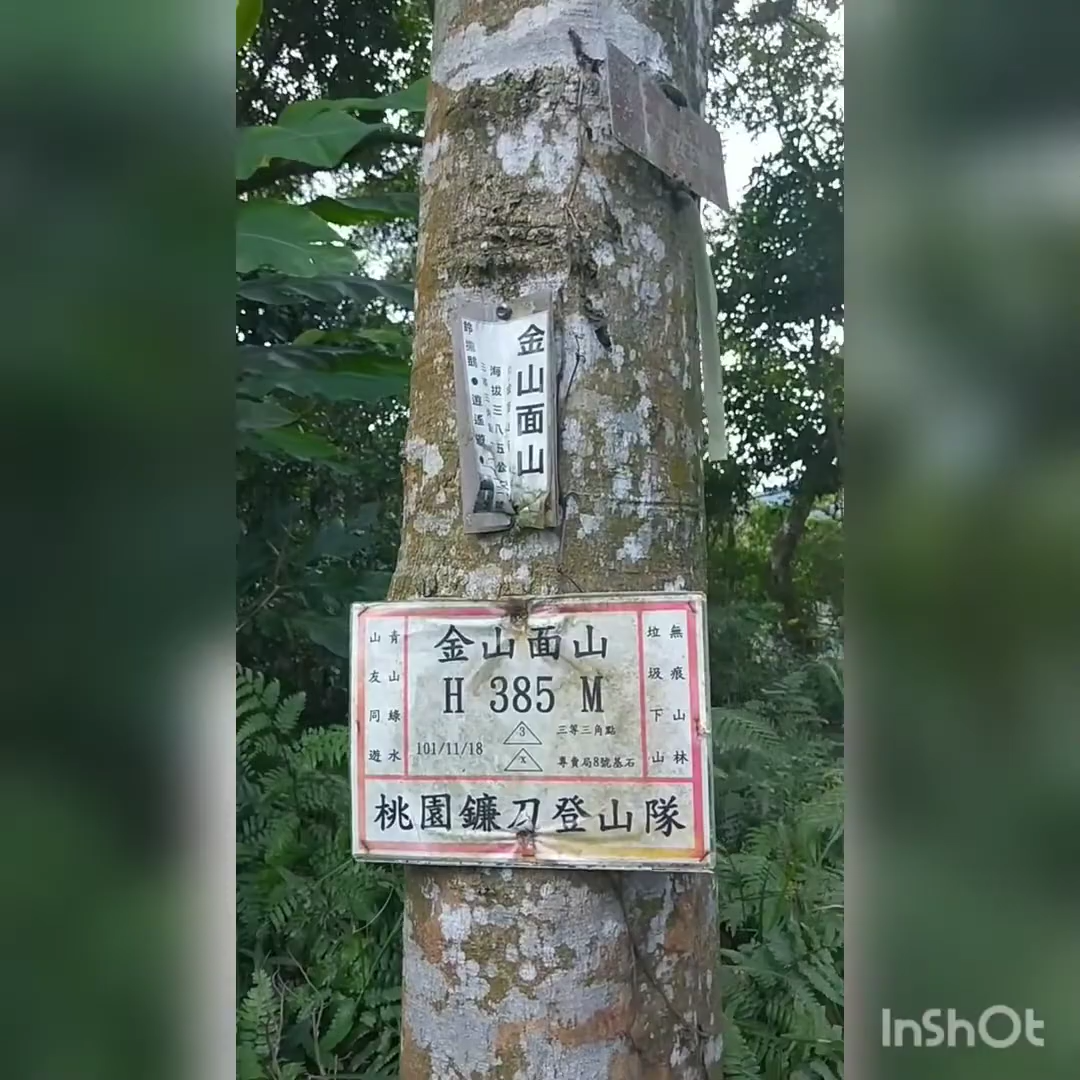 金山面山
海拔三八五公尺
金山面山
H 385 M
101/11/18
3
三等三角點
x
專賣局8號基石
無痕山林
垃圾下山
青山綠水
山友同遊
桃園鐮刀登山隊
InShOt